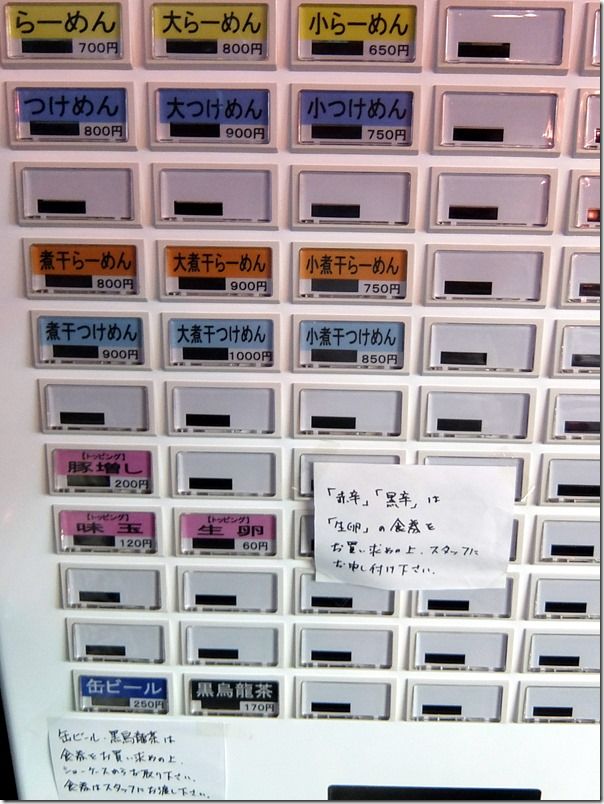 らーめん 大らーめん 小らーめん
700円 800円 650円
つけめん 大つけめん 小つけめん
800円 900円 750円
煮干らーめん 大煮干らーめん 小煮干らーめん
800円 900円 750円
煮干つけめん 大煮干つけめん 小煮干つけめん
900円 1000円 850円
【トッピング】
豚増し
200円
【トッピング】 【トッピング】
味玉 生卵
120円 60円
「赤辛」「黒辛」は
「生卵」の食券を
お買い求めの上、スタッフに
お申し付け下さい。
缶ビール 黒烏龍茶
250円 170円
缶ビール・黒烏龍茶は
食券をお買い求めの上、
ショーケースからお取り下さい。
食券はスタッフにお渡し下さい。